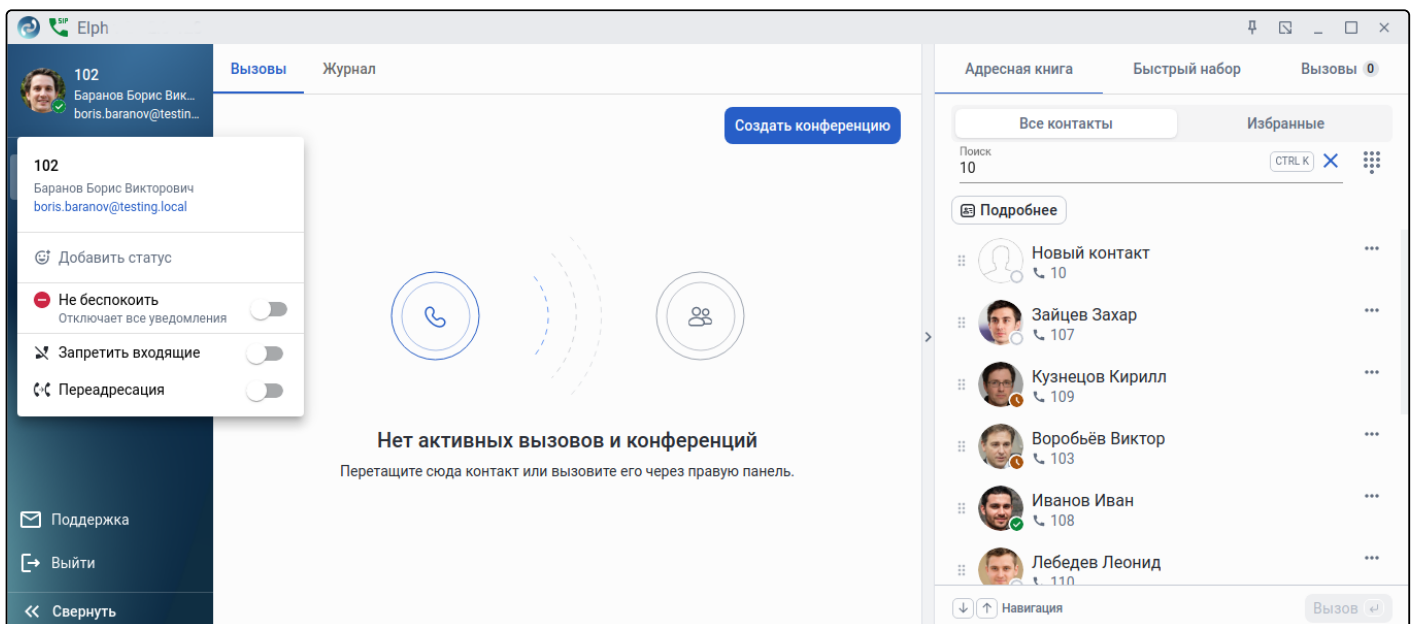 SIP
Elph
102
Баранов Борис Вик...
boris.baranov@testin...
102
Баранов Борис Викторович
boris.baranov@testing.local
Добавить статус
Не беспокоить
Отключает все уведомления
Запретить входящие
Переадресация
Поддержка
Выйти
Свернуть
Вызовы Журнал
Создать конференцию
Нет активных вызовов и конференций
Перетащите сюда контакт или вызовите его через правую панель.
Адресная книга Быстрый набор Вызовы 0
Все контакты Избранные
Поиск
10 CTRL K
Подробнее
Новый контакт
10
Зайцев Захар
107
Кузнецов Кирилл
109
Воробьёв Виктор
103
Иванов Иван
108
Лебедев Леонид
110
Навигация Вызов